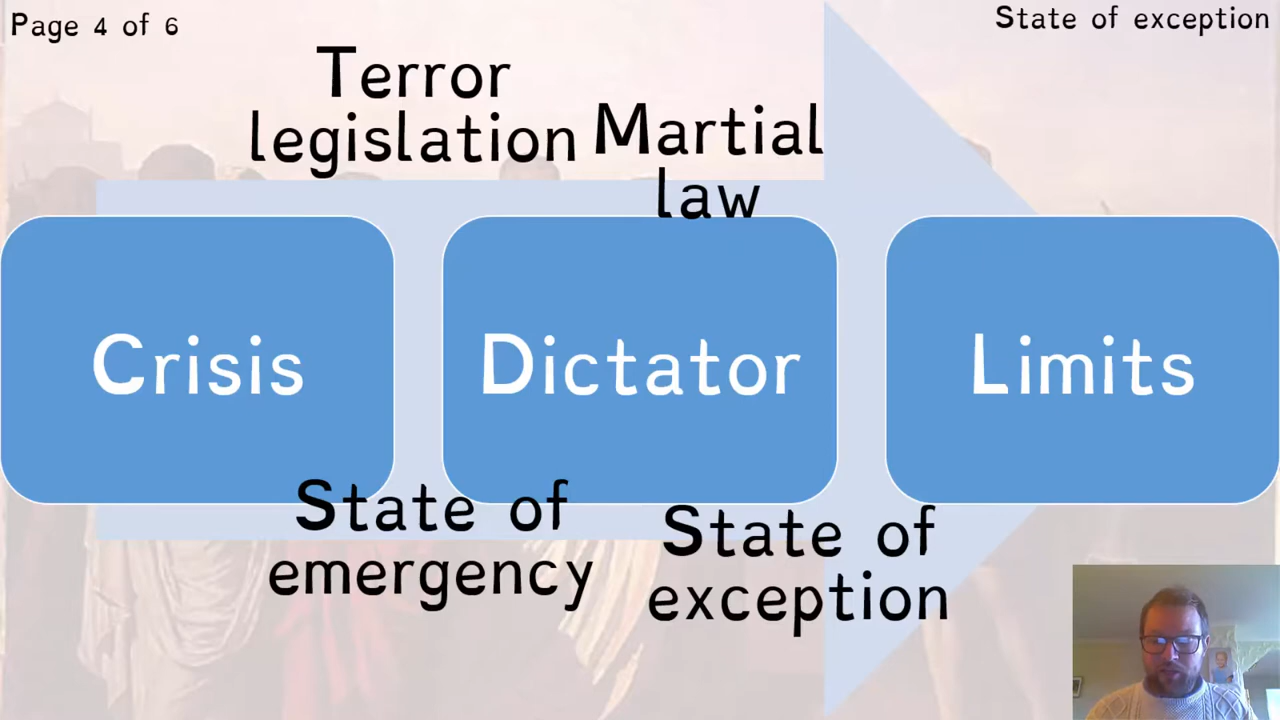 Page 4 of 6
State of exception
Terror
legislation
Martial
law
Crisis
Dictator
Limits
State of
emergency
State of
exception